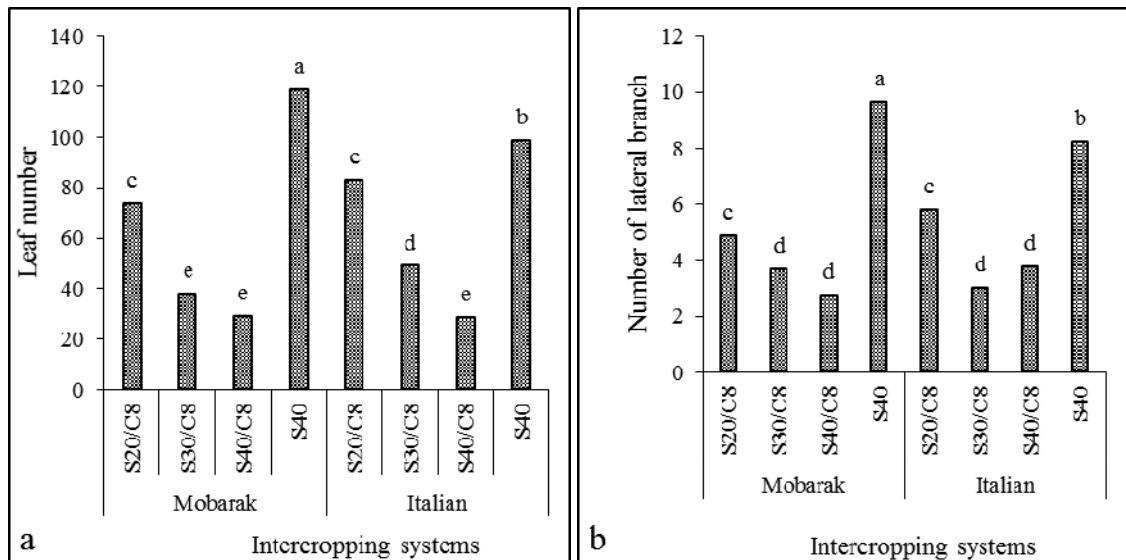 140
120
100
80
60
40
20
0
Leaf number
c
e
e
a
c
d
e
b
S20/C8
S30/C8
S40/C8
S40
S20/C8
S30/C8
S40/C8
S40
Mobarak
Italian
a
Intercropping systems
12
10
8
6
4
2
0
Number of lateral branch
c
d
d
a
c
d
d
b
S20/C8
S30/C8
S40/C8
S40
S20/C8
S30/C8
S40/C8
S40
Mobarak
Italian
b
Intercropping systems